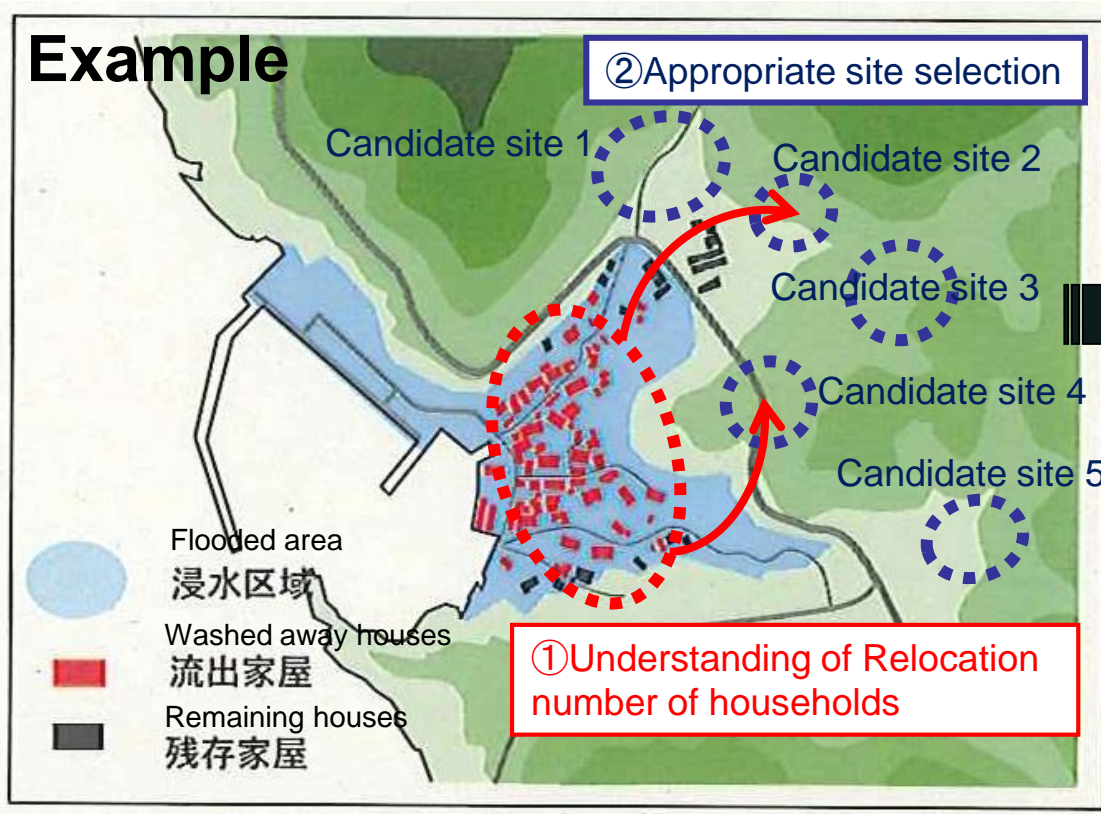 Example
②Appropriate site selection
Candidate site 1
Candidate site 2
Candidate site 3
Candidate site 4
Candidate site 5
Flooded area
浸水区域
Washed away houses
流出家屋
Remaining houses
残存家屋
①Understanding of Relocation
number of households